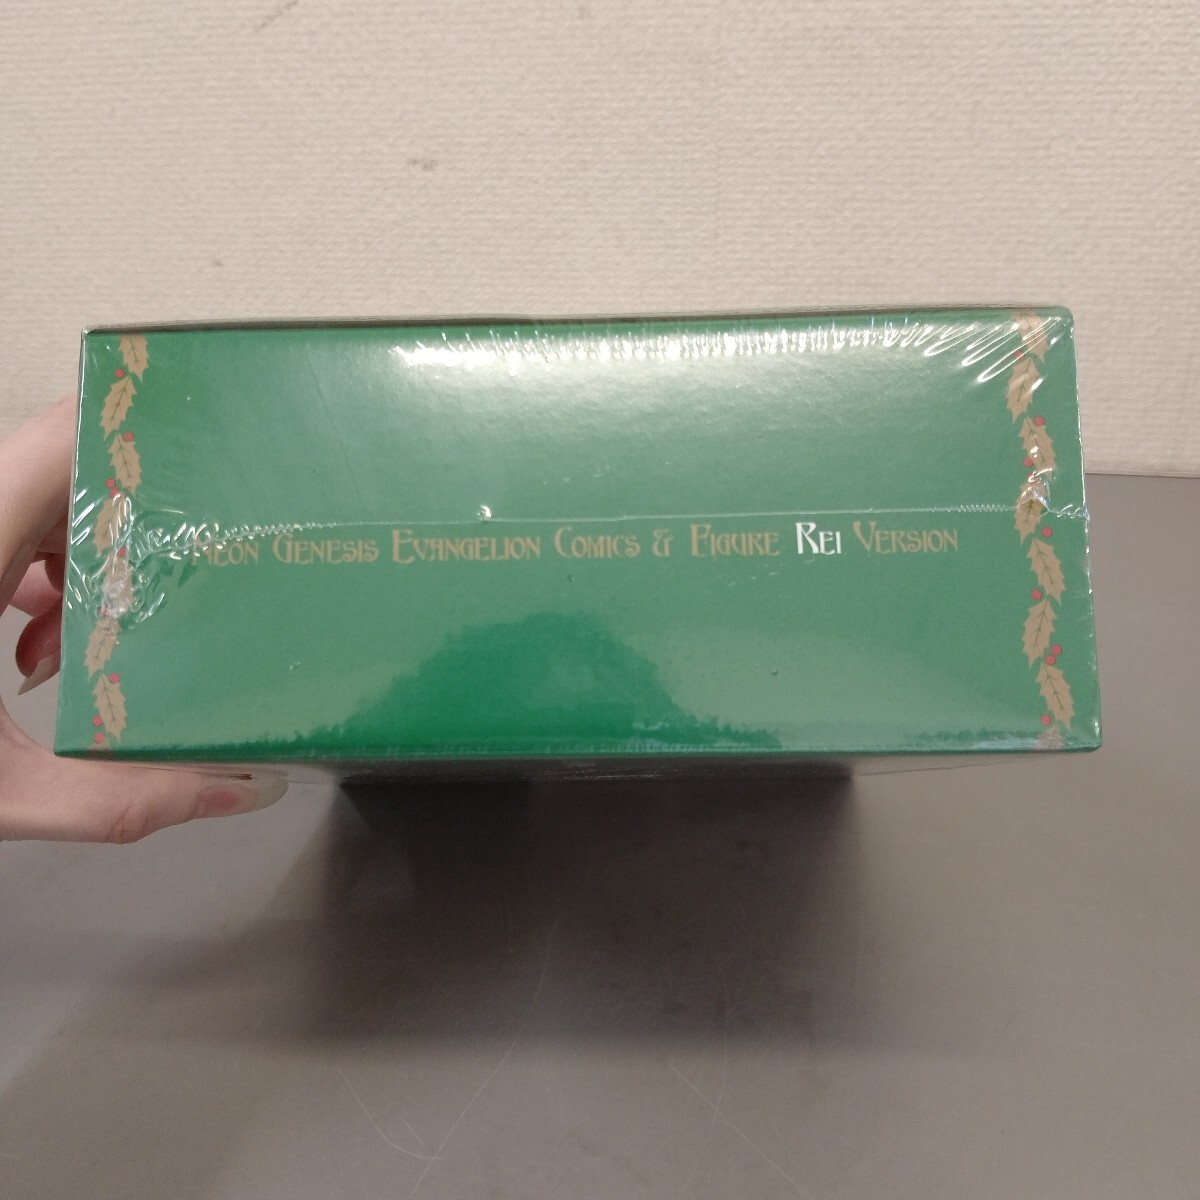 Neon Genesis Evangelion Comics & Figure Rei Version